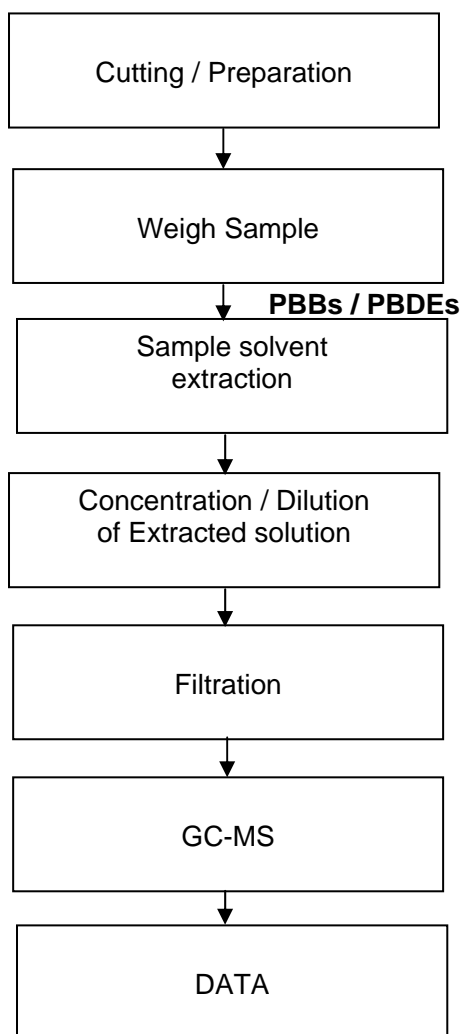 Cutting / Preparation
Weigh Sample
PBBs / PBDEs
Sample solvent
extraction
Concentration / Dilution
of Extracted solution
Filtration
GC-MS
DATA